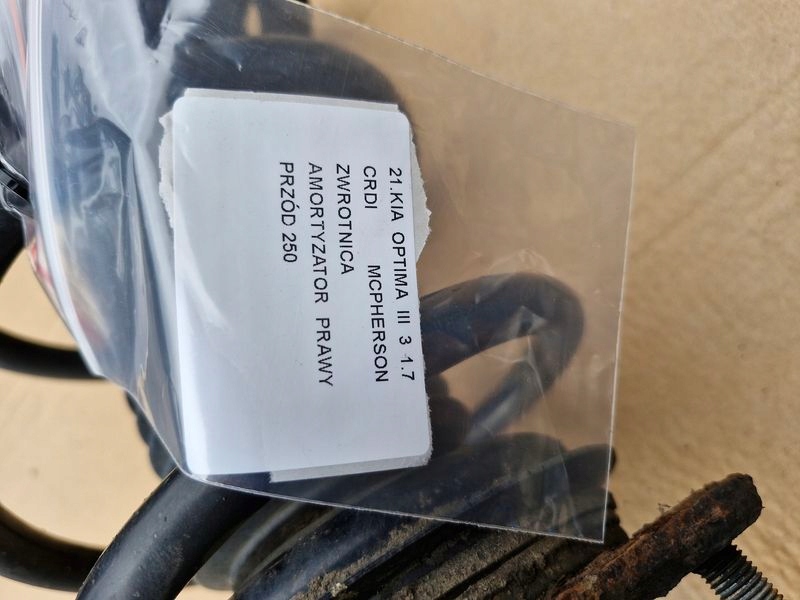 21.KIA OPTIMA III 3 1.7
CRDI MCPHERSON
ZWROTNICA
AMORTYZATOR PRAWY
PRZÓD 250